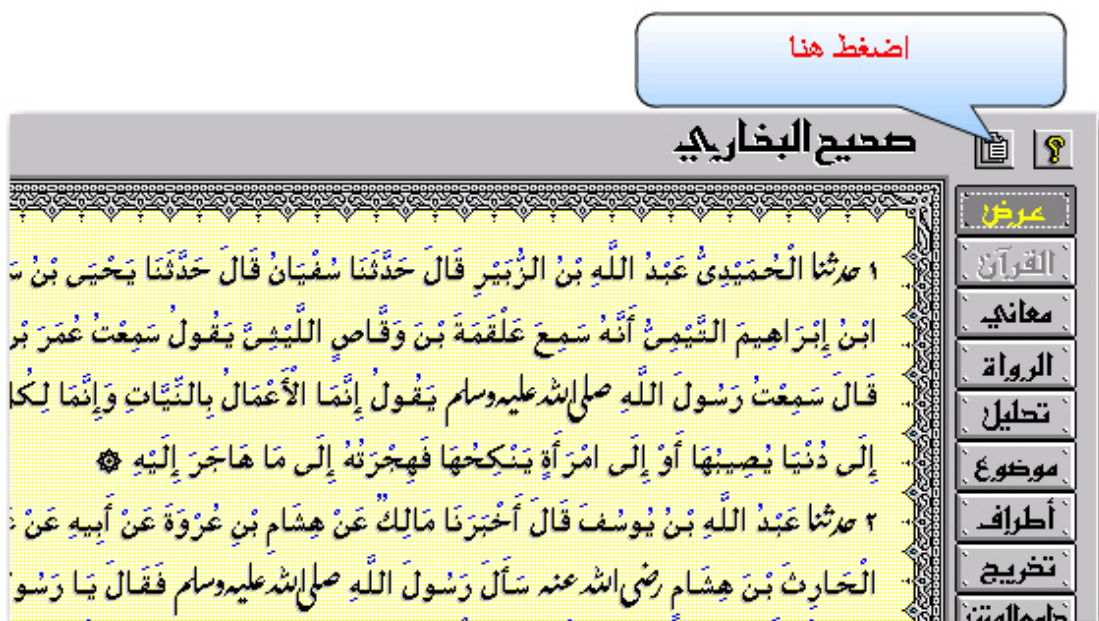 اضغط هنا
صحيح البخاري
عرض
القرآن
معاني
الرواة
تحليل
موضوع
أطراف
تخريج
١ حدثنا الْحُمَيْدِىُّ عَبْدُ اللَّهِ بْنُ الزُّبَيْرِ قَالَ حَدَّثَنَا سُفْيَانُ قَالَ حَدَّثَنَا يَحْيَى بْنُ
ابْنُ إِبْرَاهِيمَ التَّيْمِىُّ أَنَّهُ سَمِعَ عَلْقَمَةَ بْنَ وَقَّاصٍ اللَّيْثِىَّ يَقُولُ سَمِعْتُ عُمَرَ
قَالَ سَمِعْتُ رَسُولَ اللَّهِ صلى الله عليه وسلم يَقُولُ إِنَّمَا الْأَعْمَالُ بِالنِّيَّاتِ وَإِنَّمَا
إِلَى دُنْيَا يُصِيبُهَا أَوْ إِلَى امْرَأَةٍ يَنْكِحُهَا فَهِجْرَتُهُ إِلَى مَا هَاجَرَ إِلَيْهِ
٢ حدثنا عَبْدُ اللَّهِ بْنُ يُوسُفَ قَالَ أَخْبَرَنَا مَالِكٌ عَنْ هِشَامِ بْنِ عُرْوَةَ عَنْ أَبِيهِ عَنْ
الْحَارِثَ بْنَ هِشَامٍ رضى الله عنه سَأَلَ رَسُولَ اللَّهِ صلى الله عليه وسلم فَقَالَ يَا